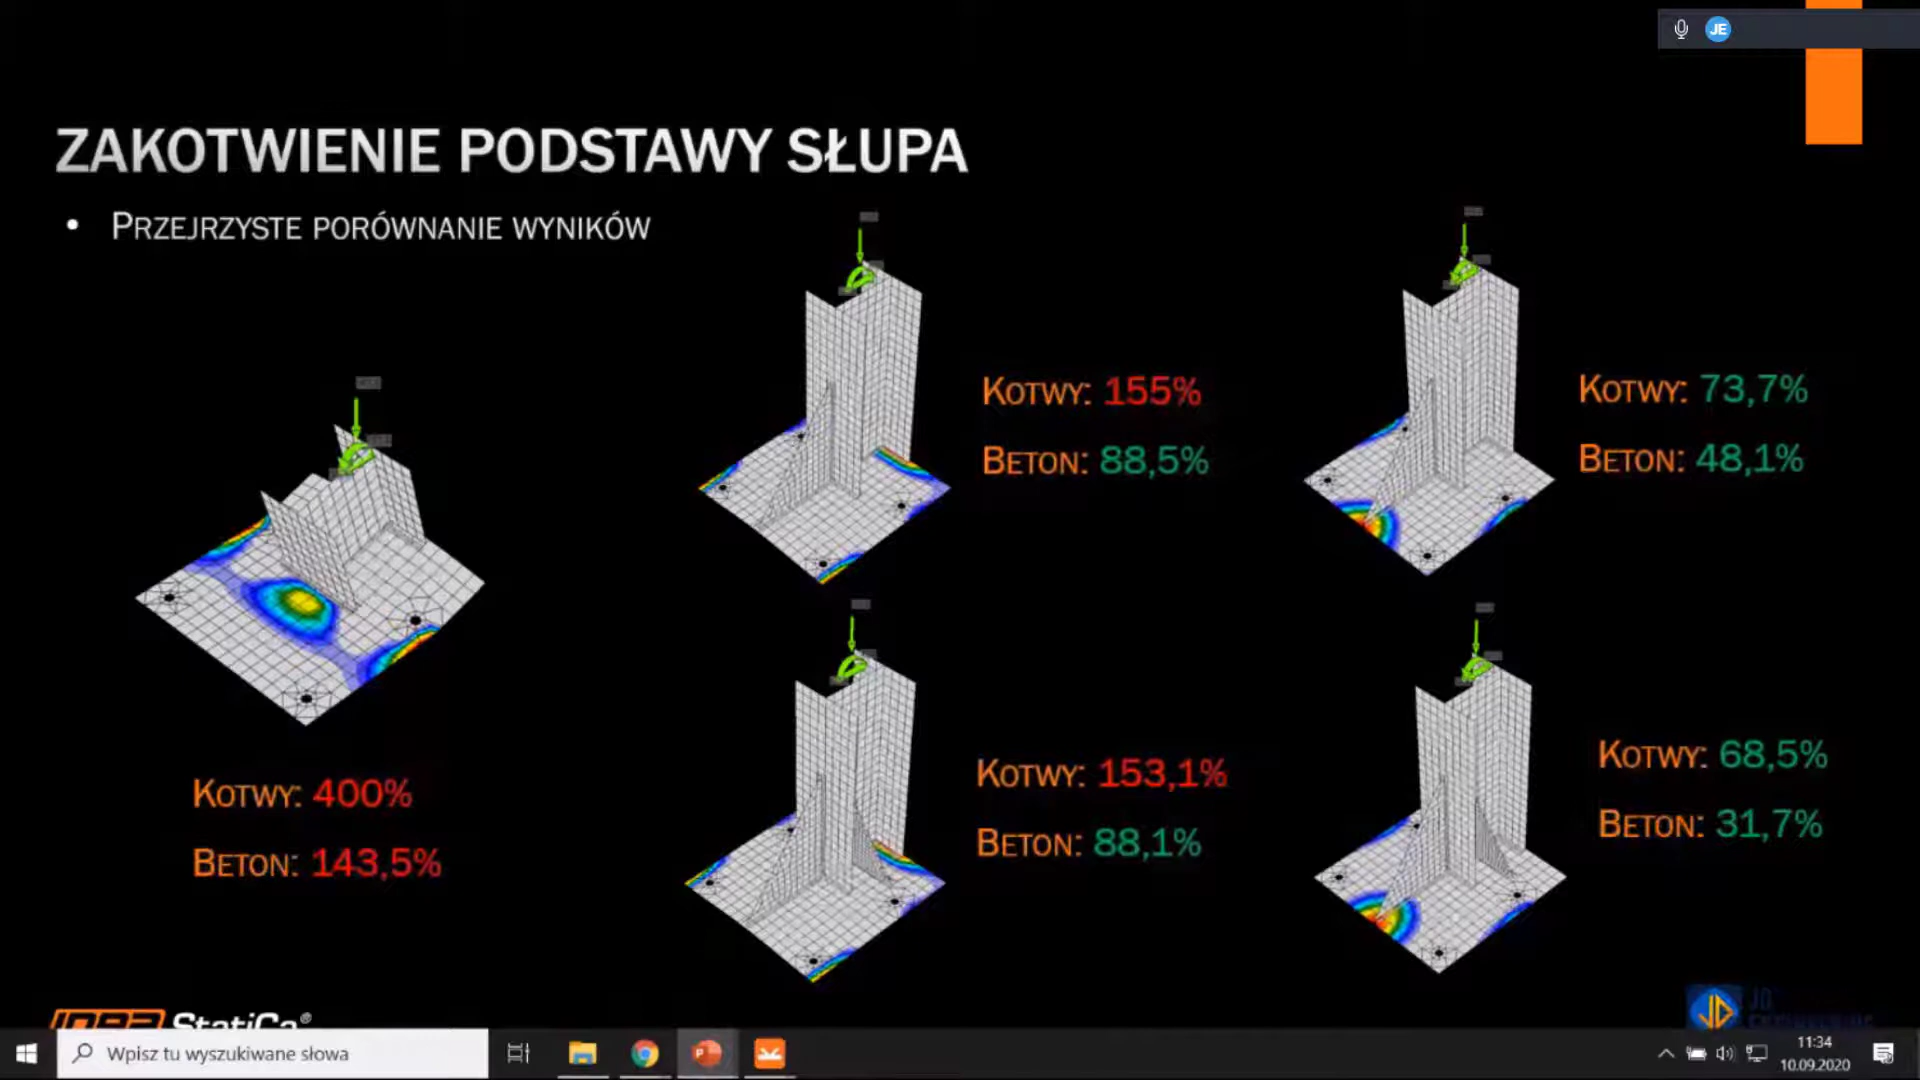 JE
ZAKOTWIENIE PODSTAWY SŁUPA
• PRZEJRZYSTE PORÓWNANIE WYNIKÓW
KOTWY: 400%
BETON: 143,5%
KOTWY: 155%
BETON: 88,5%
KOTWY: 73,7%
BETON: 48,1%
KOTWY: 153,1%
BETON: 88,1%
KOTWY: 68,5%
BETON: 31,7%
StatiCa®
JD
Wpisz tu wyszukiwane słowa
11:34
10.09.2020